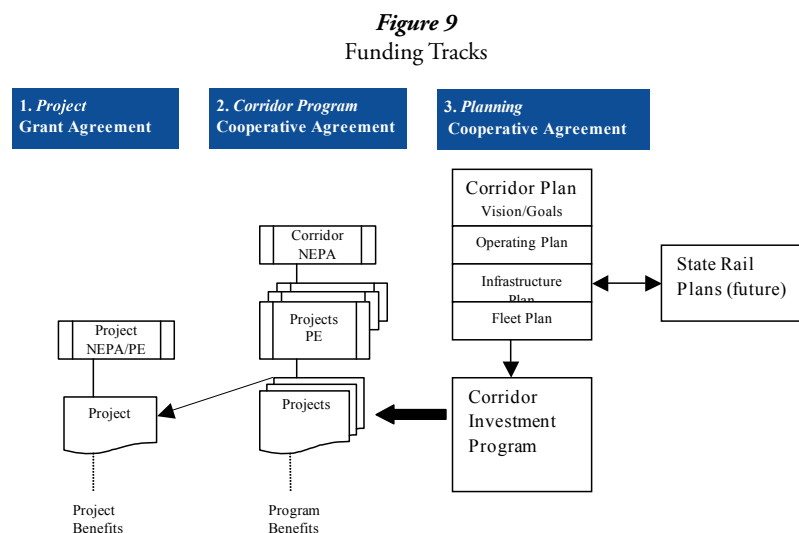 Figure 9
Funding Tracks
1. Project
Grant Agreement
2. Corridor Program
Cooperative Agreement
3. Planning
Cooperative Agreement
Corridor Plan
Vision/Goals
Operating Plan
Infrastructure
Plan
Fleet Plan
State Rail
Plans (future)
Corridor
NEPA
Projects
PE
Project
NEPA/PE
Project
Projects
Corridor
Investment
Program
Project
Benefits
Program
Benefits